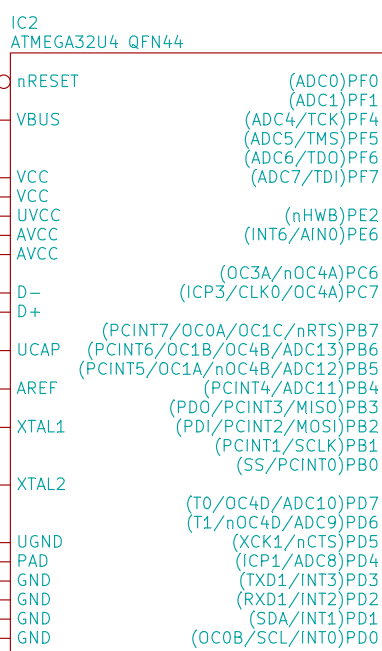 IC2
ATMEGA32U4 QFN44
nRESET (ADC0)PF0
(ADC1)PF1
VBUS (ADC4/TCK)PF4
(ADC5/TMS)PF5
(ADC6/TDO)PF6
VCC (ADC7/TDI)PF7
VCC
UVCC (nHWB)PE2
AVCC (INT6/AIN0)PE6
AVCC
(OC3A/nOC4A)PC6
D- (ICP3/CLK0/OC4A)PC7
D+
(PCINT7/OC0A/OC1C/nRTS)PB7
UCAP (PCINT6/OC1B/OC4B/ADC13)PB6
(PCINT5/OC1A/nOC4B/ADC12)PB5
AREF (PCINT4/ADC11)PB4
(PDO/PCINT3/MISO)PB3
XTAL1 (PDI/PCINT2/MOSI)PB2
(PCINT1/SCLK)PB1
(SS/PCINT0)PB0
XTAL2
(T0/OC4D/ADC10)PD7
(T1/nOC4D/ADC9)PD6
UGND (XCK1/nCTS)PD5
PAD (ICP1/ADC8)PD4
GND (TXD1/INT3)PD3
GND (RXD1/INT2)PD2
GND (SDA/INT1)PD1
GND (OC0B/SCL/INT0)PD0